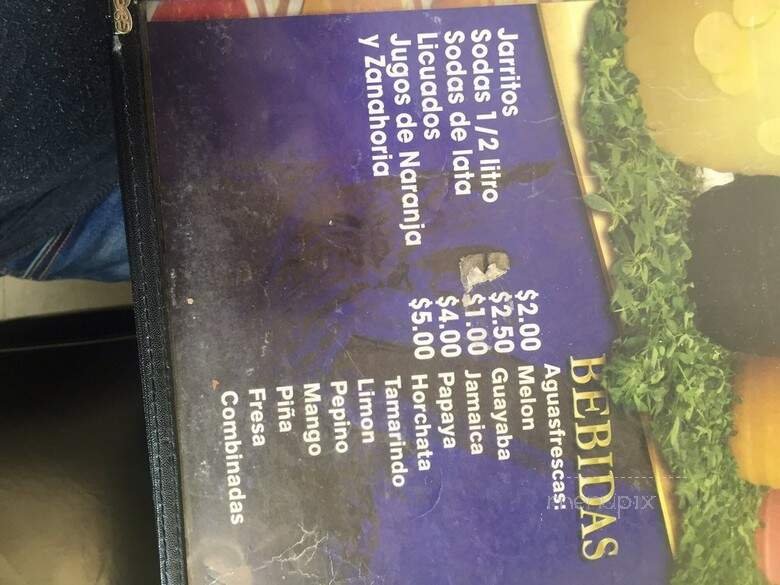 BEBIDAS
Jarritos $2.00
Sodas 1/2 litro $2.50
Sodas de lata $1.00
Licuados $4.00
Jugos de Naranja $5.00
y Zanahoria
Aguasfrescas:
Melon
Guayaba
Jamaica
Papaya
Horchata
Tamarindo
Limon
Pepino
Mango
Piña
Fresa
Combinadas
menupix